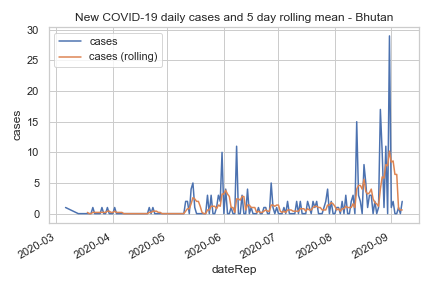 New COVID-19 daily cases and 5 day rolling mean - Bhutan
30
25
20
15
10
5
0
cases
cases
cases (rolling)
2020-03
2020-04
2020-05
2020-06
2020-07
2020-08
2020-09
dateRep